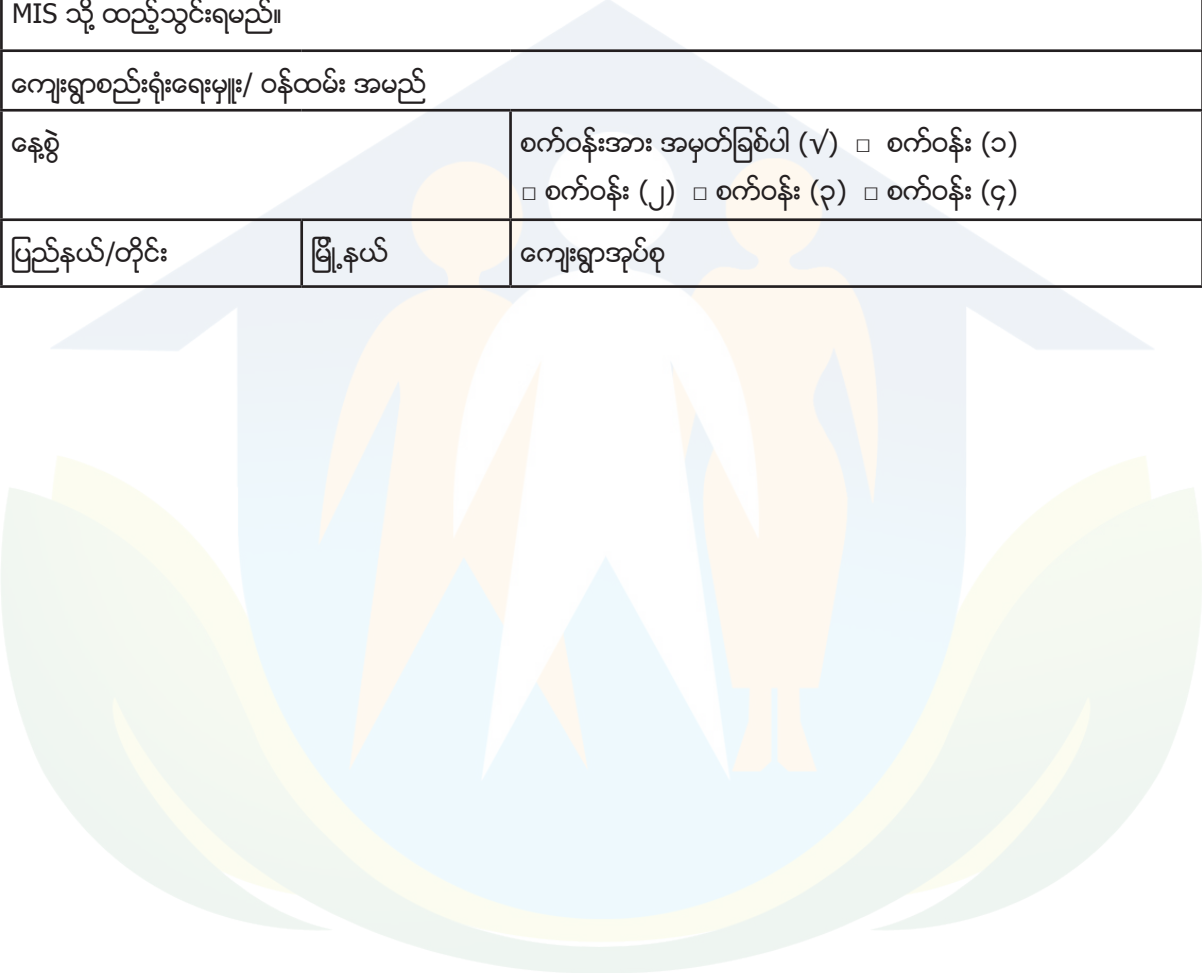 MIS သို့ ထည့်သွင်းရမည်။
ကျေးရွာစည်းရုံးရေးမှူး/ ဝန်ထမ်း အမည်
နေ့စွဲ
စက်ဝန်းအား အမှတ်ခြစ်ပါ (√) □ စက်ဝန်း (၁)
□ စက်ဝန်း (၂) □ စက်ဝန်း (၃) □ စက်ဝန်း (၄)
ပြည်နယ်/တိုင်း
မြို့နယ်
ကျေးရွာအုပ်စု